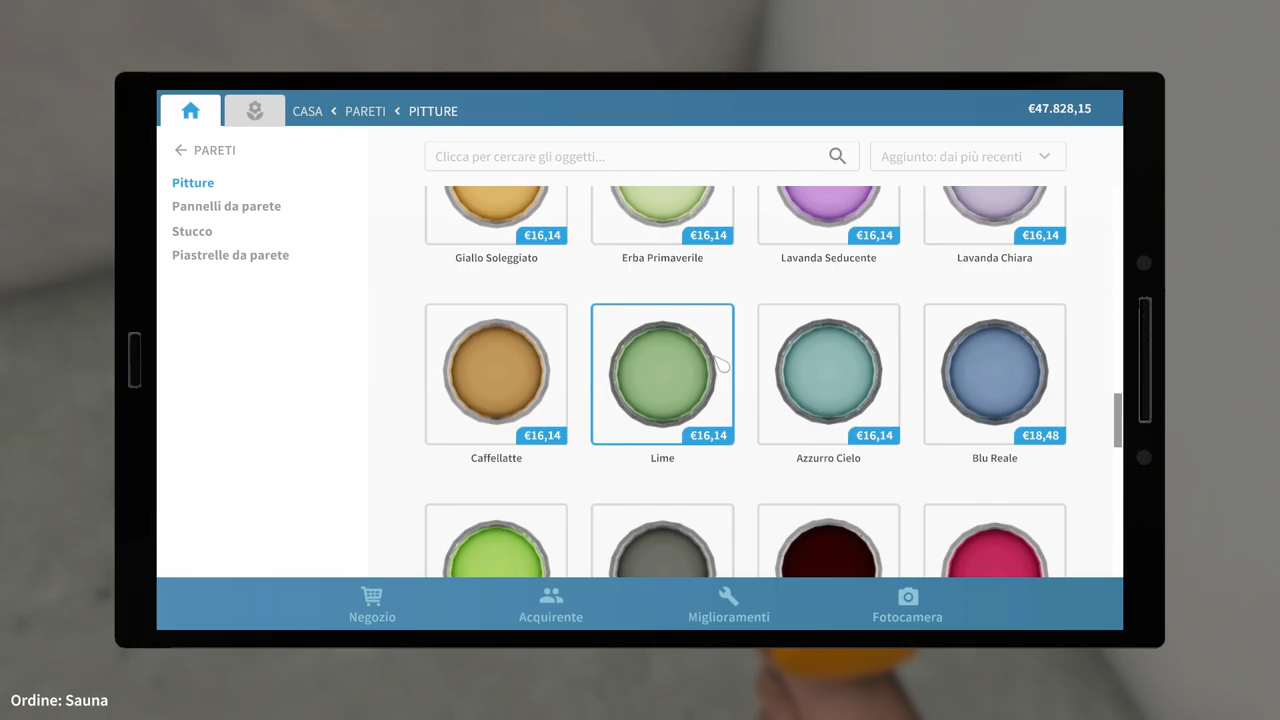 CASA < PARETI < PITTURE
€47.828,15
PARETI
Pitture
Pannelli da parete
Stucco
Piastrelle da parete
Clicca per cercare gli oggetti...
Aggiunto: dai più recenti
€16,14 €16,14 €16,14 €16,14
Giallo Soleggiato Erba Primaverile Lavanda Seducente Lavanda Chiara
€16,14 €16,14 €16,14 €18,48
Caffellatte Lime Azzurro Cielo Blu Reale
Negozio Acquirente Miglioramenti Fotocamera
Ordine: Sauna